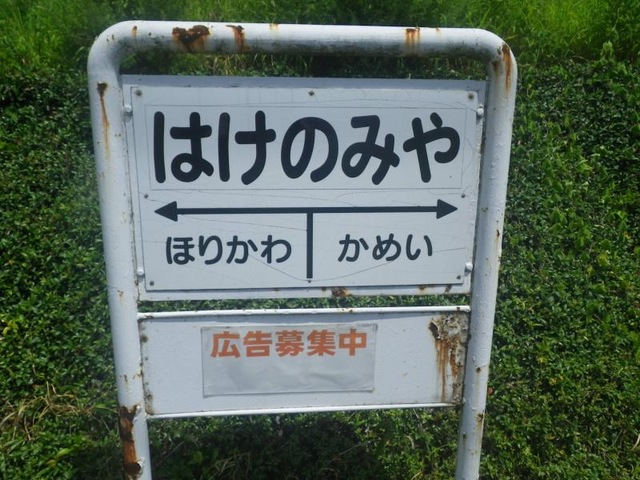 はけのみや
ほりかわ
かめい
広告募集中